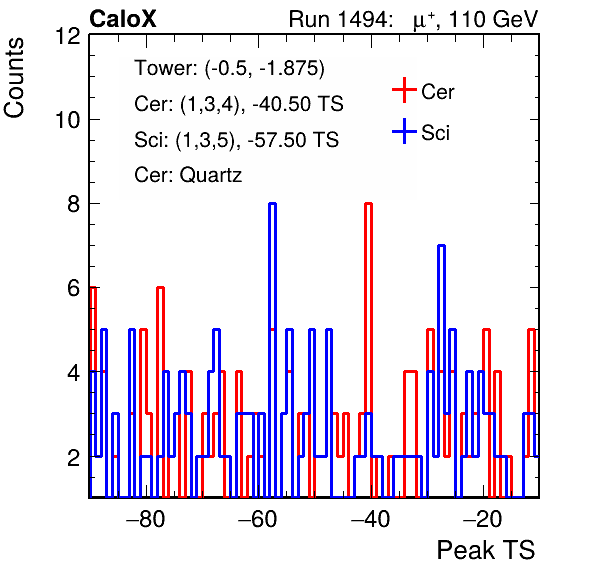 CaloX Run 1494: μ⁺, 110 GeV
Counts
12
10
8
6
4
2
Tower: (-0.5, -1.875)
Cer: (1,3,4), -40.50 TS
Sci: (1,3,5), -57.50 TS
Cer: Quartz
Cer
Sci
−80 −60 −40 −20
Peak TS